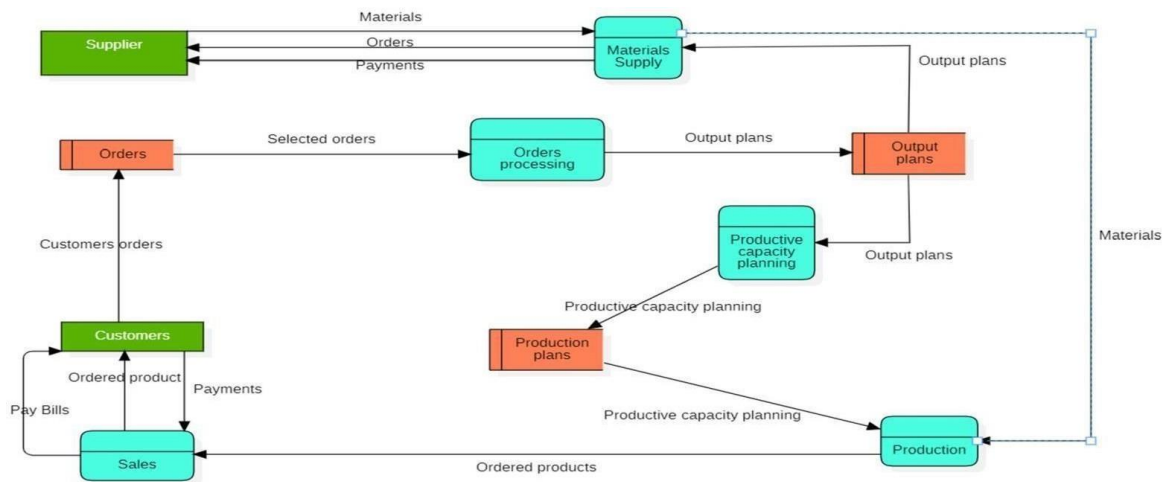 Materials
Supplier
Orders
Materials
Supply
Payments
Output plans
Selected orders
Output plans
Orders
Orders
processing
Output
plans
Customers orders
Productive
capacity
planning
Output plans
Materials
Productive capacity planning
Customers
Production
plans
Ordered product
Payments
Pay Bills
Productive capacity planning
Production
Sales
Ordered products